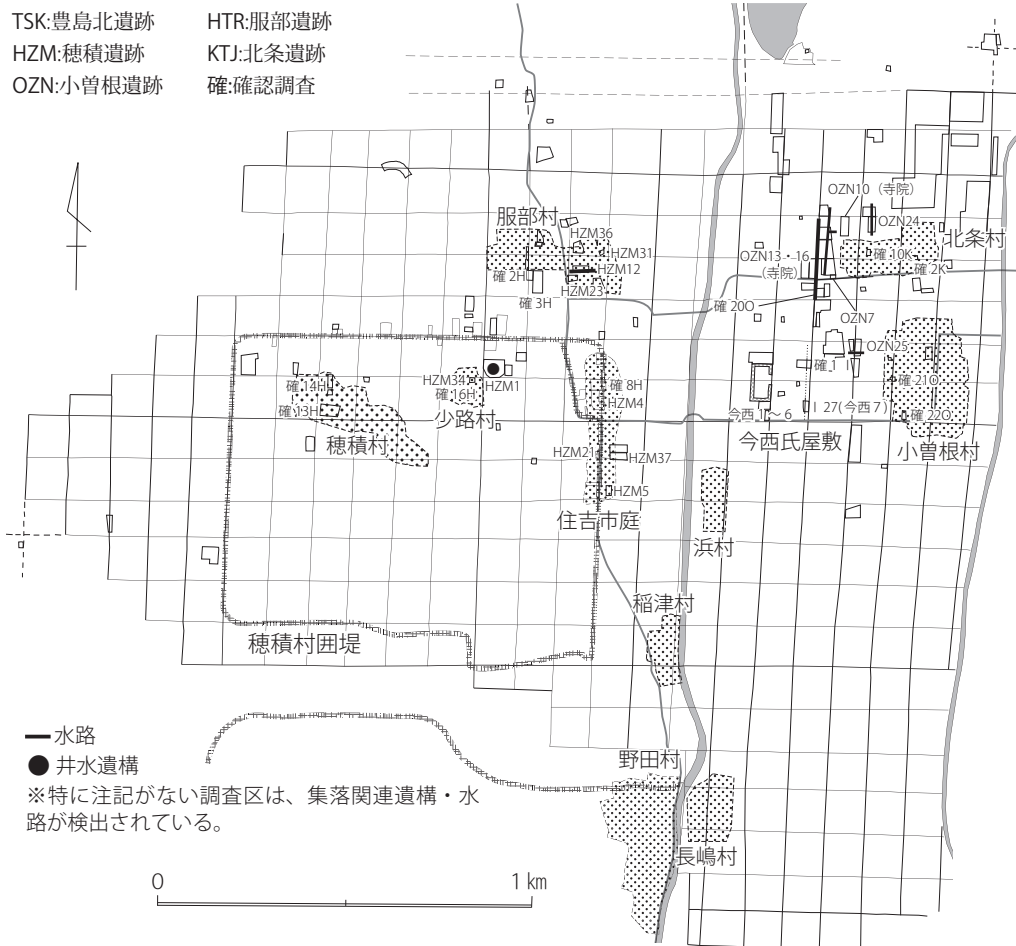 TSK:豊島北遺跡
HTR:服部遺跡
HZM:穂積遺跡
KTJ:北条遺跡
OZN:小曽根遺跡
確:確認調査
服部村
HZM36
HZM31
HZM12
HZM23
確 2H
確 3H
OZN10（寺院）
OZN24
北条村
OZN13・16
（寺院）
確 10K
確 2K
確 20O
OZN7
OZN25
確 14H
確 13H
穂積村
HZM34
確 16H
HZM1
少路村
確 8H
HZM4
HZM21
HZM37
HZM5
住吉市庭
確 1 I
Ⅰ27(今西７)
今西 1～6
今西氏屋敷
確 21O
確 22O
小曽根村
浜村
稲津村
穂積村囲堤
野田村
長嶋村
水路
井水遺構
※特に注記がない調査区は、集落関連遺構・水
路が検出されている。
0
1 km